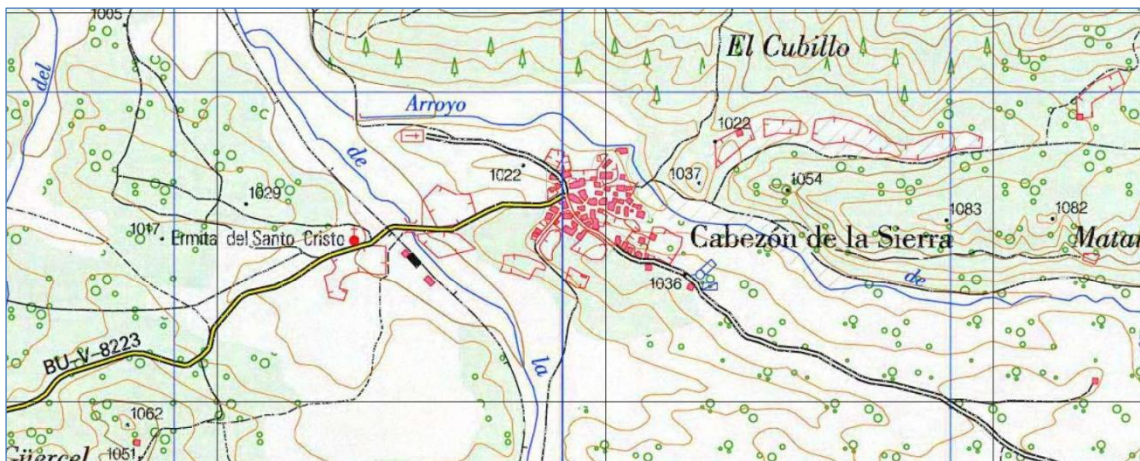 1005
El Cubillo
del
Arroyo
1022
de
1022
1037
1054
1029
1083
1082
1017
Ermita del Santo Cristo
Cabezón de la Sierra
1036
de
BU-V-8223
la
1062
1051